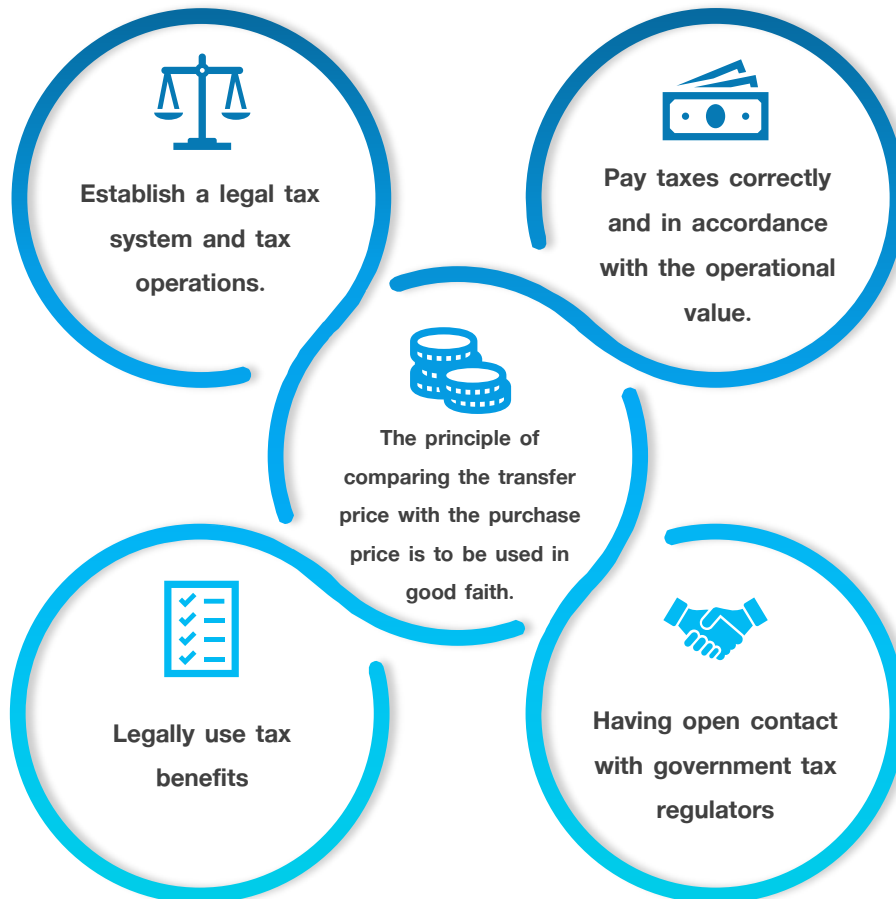 Establish a legal tax
system and tax
operations.
Pay taxes correctly
and in accordance
with the operational
value.
The principle of
comparing the transfer
price with the purchase
price is to be used in
good faith.
Legally use tax
benefits
Having open contact
with government tax
regulators